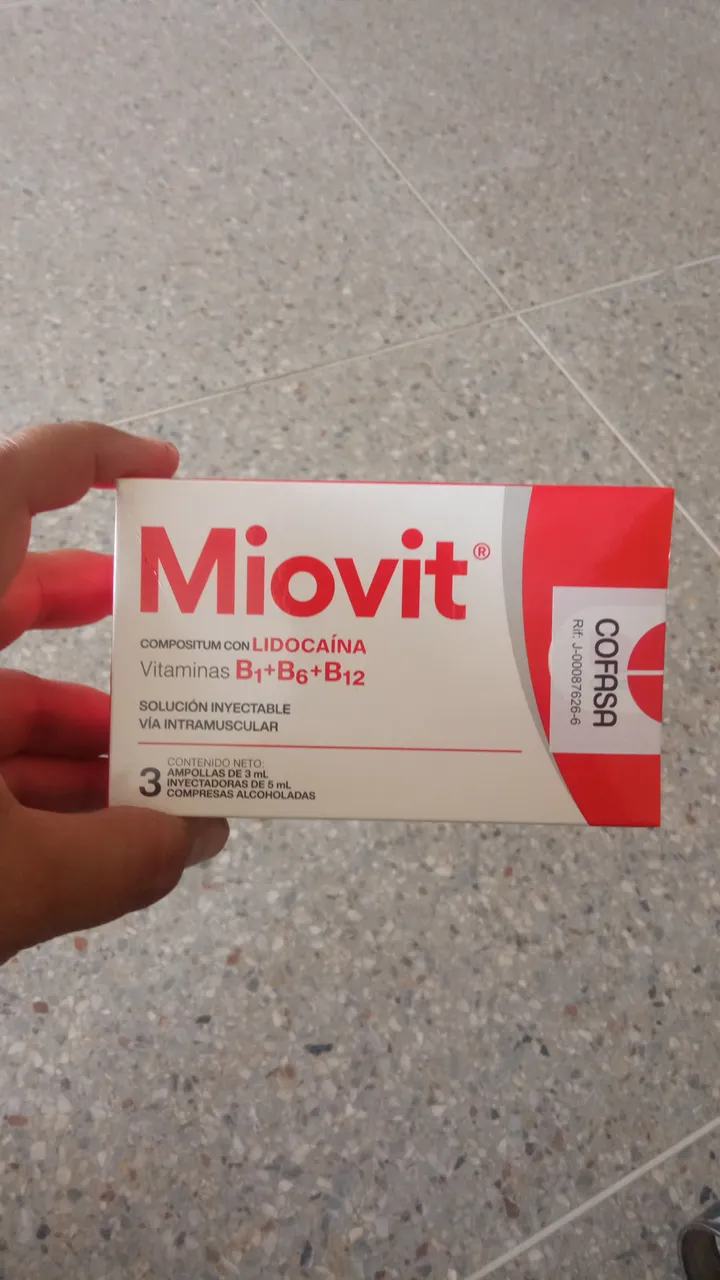 Miovit®
COMPOSITUM CON LIDOCAÍNA
Vitaminas B1+B6+B12
SOLUCIÓN INYECTABLE
VÍA INTRAMUSCULAR
CONTENIDO NETO:
3 AMPOLLAS DE 3 mL
INYECTADORAS DE 5 mL
COMPRESAS ALCOHOLADAS
COFASA
Rif: J-00087626-6